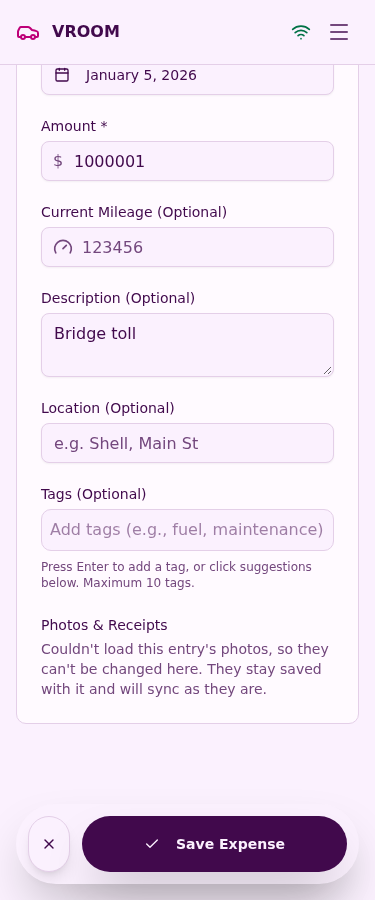 VROOM
January 5, 2026
Amount *
$ 1000001
Current Mileage (Optional)
123456
Description (Optional)
Bridge toll
Location (Optional)
e.g. Shell, Main St
Tags (Optional)
Add tags (e.g., fuel, maintenance)
Press Enter to add a tag, or click suggestions
below. Maximum 10 tags.
Photos & Receipts
Couldn't load this entry's photos, so they
can't be changed here. They stay saved
with it and will sync as they are.
Save Expense